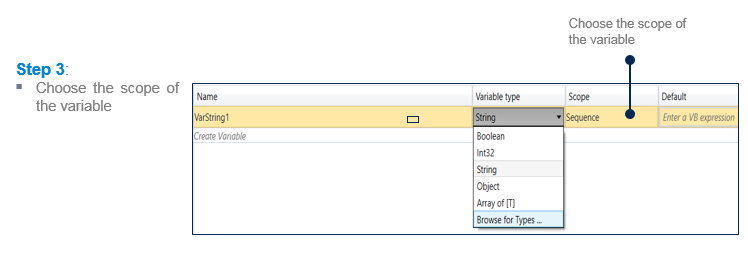 Choose the scope of
the variable
Step 3:
▪ Choose the scope of
the variable
Name Variable type Scope Default
VarString1 String Sequence Enter a VB expression
Create Variable Boolean
Int32
String
Object
Array of [T]
Browse for Types ...